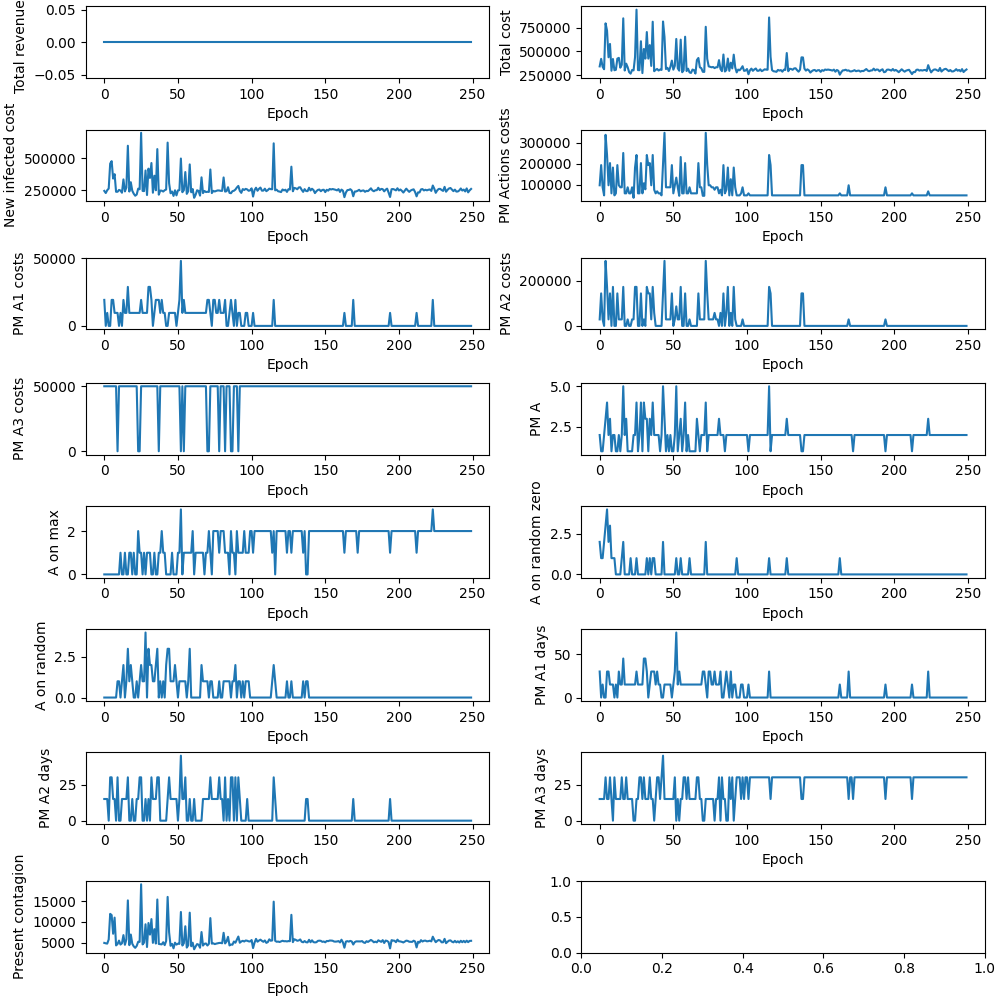 Total revenue
0.05
0.00
−0.05
0 50 100 150 200 250
Epoch
Total cost
750000
500000
250000
0 50 100 150 200 250
Epoch
New infected cost
500000
250000
0 50 100 150 200 250
Epoch
PM Actions costs
300000
200000
100000
0 50 100 150 200 250
Epoch
PM A1 costs
50000
0
0 50 100 150 200 250
Epoch
PM A2 costs
200000
0
0 50 100 150 200 250
Epoch
PM A3 costs
50000
0
0 50 100 150 200 250
Epoch
PM A
5.0
2.5
0 50 100 150 200 250
Epoch
A on max
2
0
0 50 100 150 200 250
Epoch
A on random zero
2.5
0.0
0 50 100 150 200 250
Epoch
A on random
2.5
0.0
0 50 100 150 200 250
Epoch
PM A1 days
50
0
0 50 100 150 200 250
Epoch
PM A2 days
25
0
0 50 100 150 200 250
Epoch
PM A3 days
25
0
0 50 100 150 200 250
Epoch
Present contagion
15000
10000
5000
0 50 100 150 200 250
Epoch
1.0
0.5
0.0
0.0 0.2 0.4 0.6 0.8 1.0